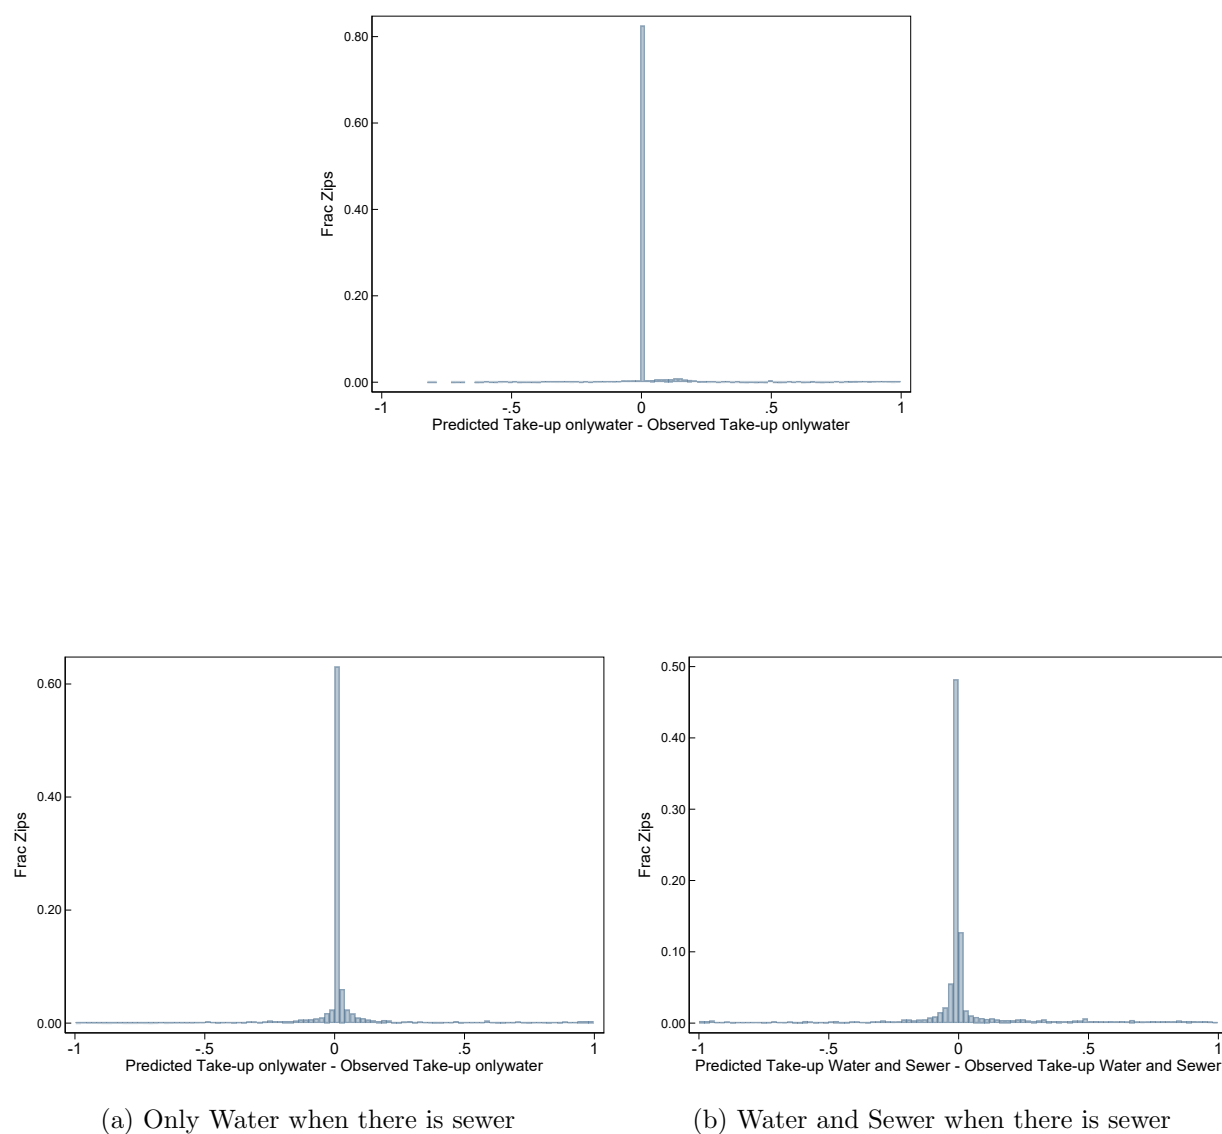 0.80
0.60
0.40
0.20
0.00
Frac Zips
-1 -.5 0 .5 1
Predicted Take-up onlywater - Observed Take-up onlywater
0.60
0.40
0.20
0.00
Frac Zips
-1 -.5 0 .5 1
Predicted Take-up onlywater - Observed Take-up onlywater
(a) Only Water when there is sewer
0.50
0.40
0.30
0.20
0.10
0.00
Frac Zips
-1 -.5 0 .5 1
Predicted Take-up Water and Sewer - Observed Take-up Water and Sewer
(b) Water and Sewer when there is sewer